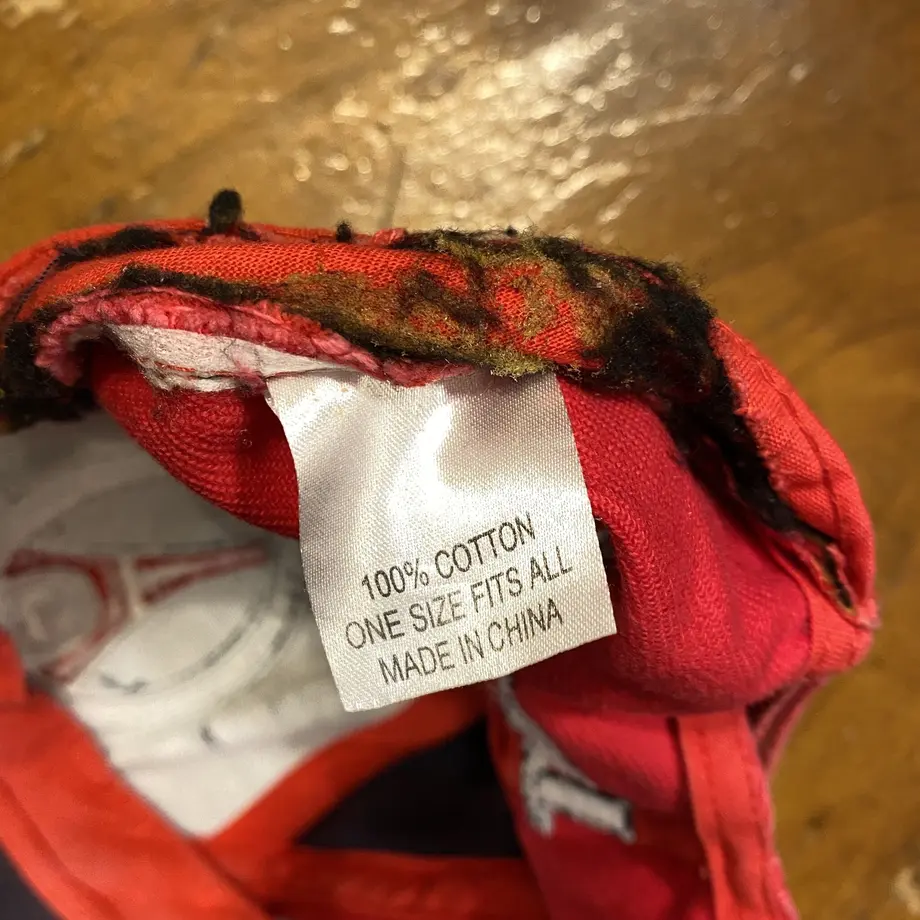 100% COTTON
ONE SIZE FITS ALL
MADE IN CHINA